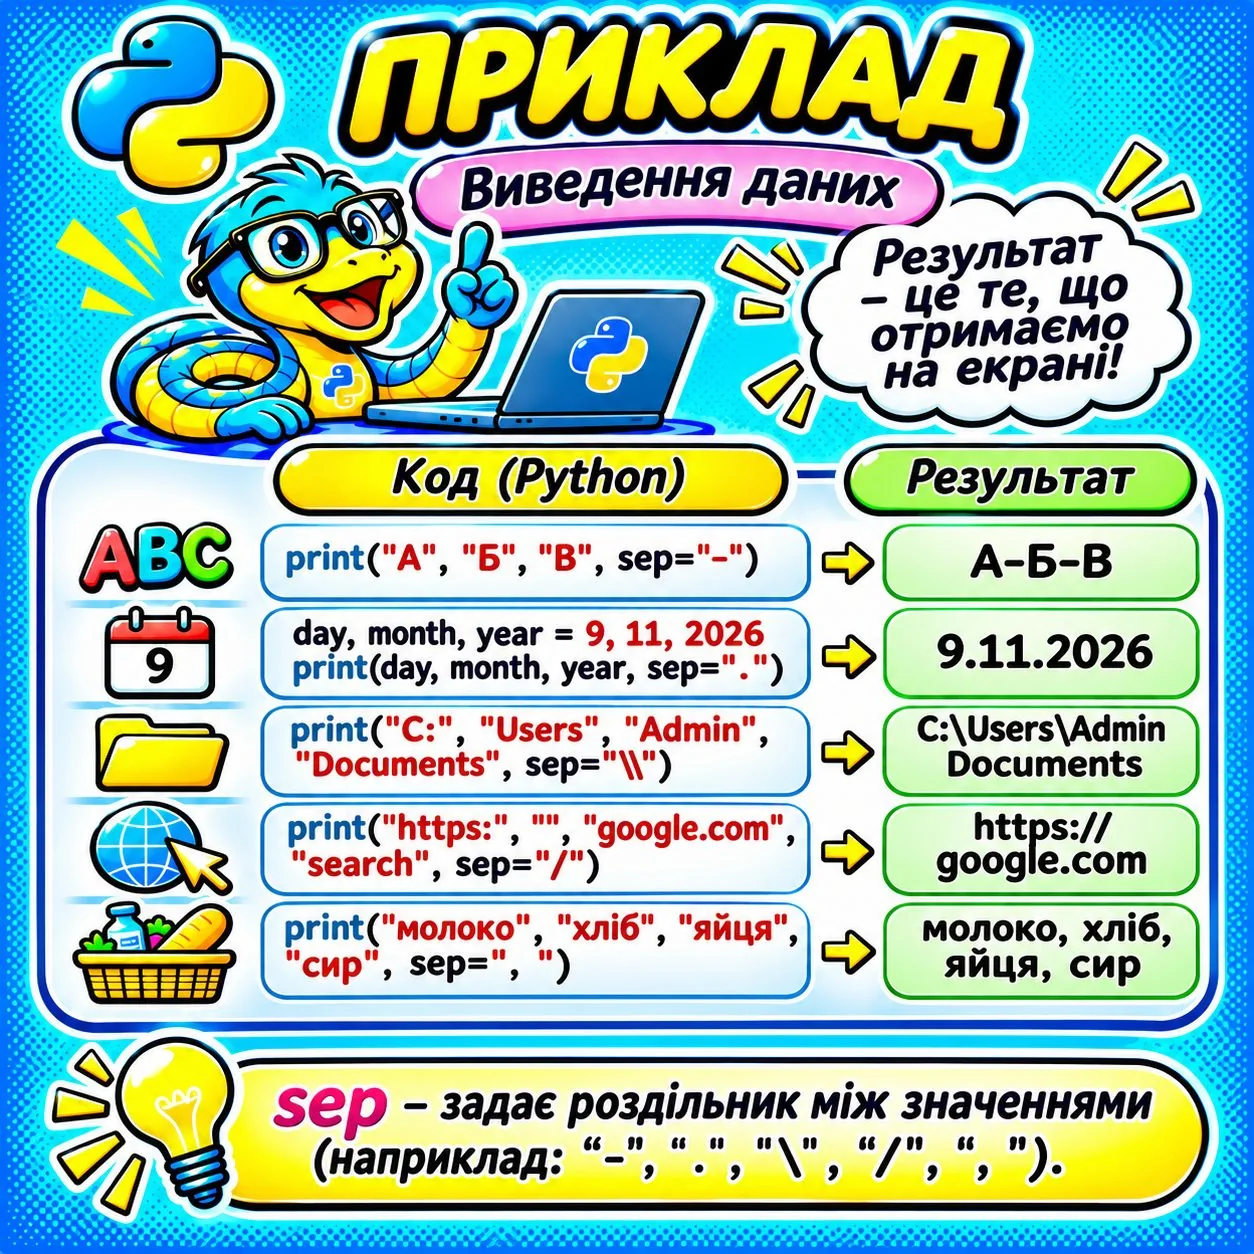 ПРИКЛАД
Виведення даних
Результат
– це те, що
отримаємо
на екрані!
Код (Python)
Результат
ABC
print("А", "Б", "В", sep="-")
А-Б-В
9
day, month, year = 9, 11, 2026
print(day, month, year, sep=".")
9.11.2026
print("C:", "Users", "Admin",
"Documents", sep="\\")
C:\Users\Admin
Documents
print("https:", "", "google.com",
"search", sep="/")
https://
google.com
print("молоко", "хліб", "яйця",
"сир", sep=", ")
молоко, хліб,
яйця, сир
sep – задає роздільник між значеннями
(наприклад: “-”, “.", "\", “/”, “, ”).